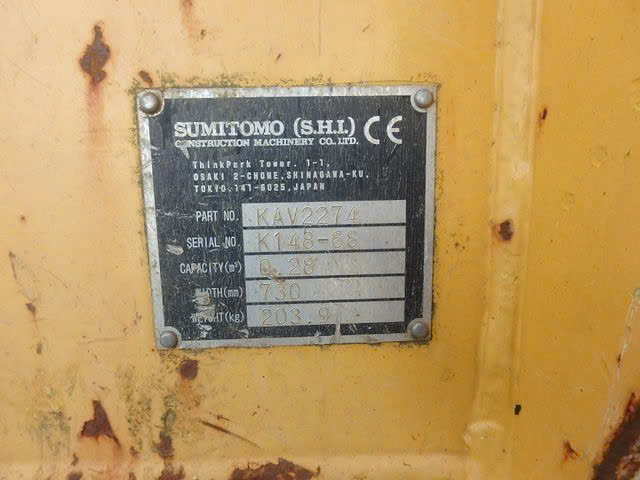 SUMITOMO (S.H.I.) CE
CONSTRUCTION MACHINERY CO., LTD.
ThinkPark Tower. 1-1,
OSAKI 2-CHOME, SHINAGAWA-KU,
TOKYO. 141-6025, JAPAN
PART NO. KAV2274
SERIAL NO. K148-68
CAPACITY(m³) 0.28
WIDTH(mm) 730
WEIGHT(kg) 203.9